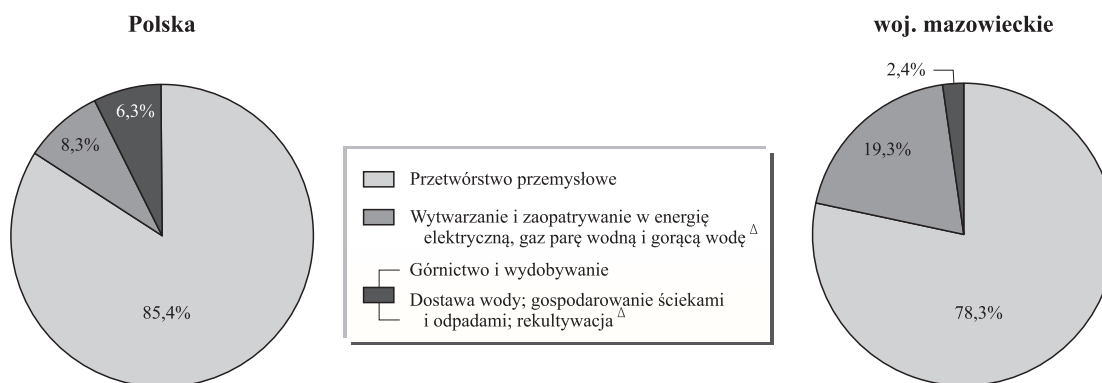 Polska
woj. mazowieckie
6,3%
8,3%
85,4%
Przetwórstwo przemysłowe
Wytwarzanie i zaopatrywanie w energię
elektryczną, gaz parę wodną i gorącą wodę Δ
Górnictwo i wydobywanie
Dostawa wody; gospodarowanie ściekami
i odpadami; rekultywacja Δ
2,4%
19,3%
78,3%